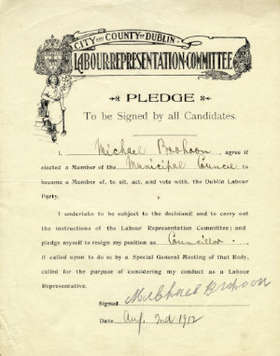 CITY AND COUNTY OF DUBLIN
LABOUR·REPRESENTATION·COMMITTEE
PLEDGE
To be Signed by all Candidates.
I, Michael Brohoon, agree if
elected a Member of the Municipal Council to
become a Member of, to sit, act, and vote with, the Dublin Labour
Party.
I undertake to be subject to the decisions and to carry out
the instructions of the Labour Representation Committee; and
pledge myself to resign my position as Councillor
if called upon to do so by a Special General Meeting of that Body,
called for the purpose of considering my conduct as a Labour
Representative.
Signed Michael Brohoon
Date Aug. 2nd 1912